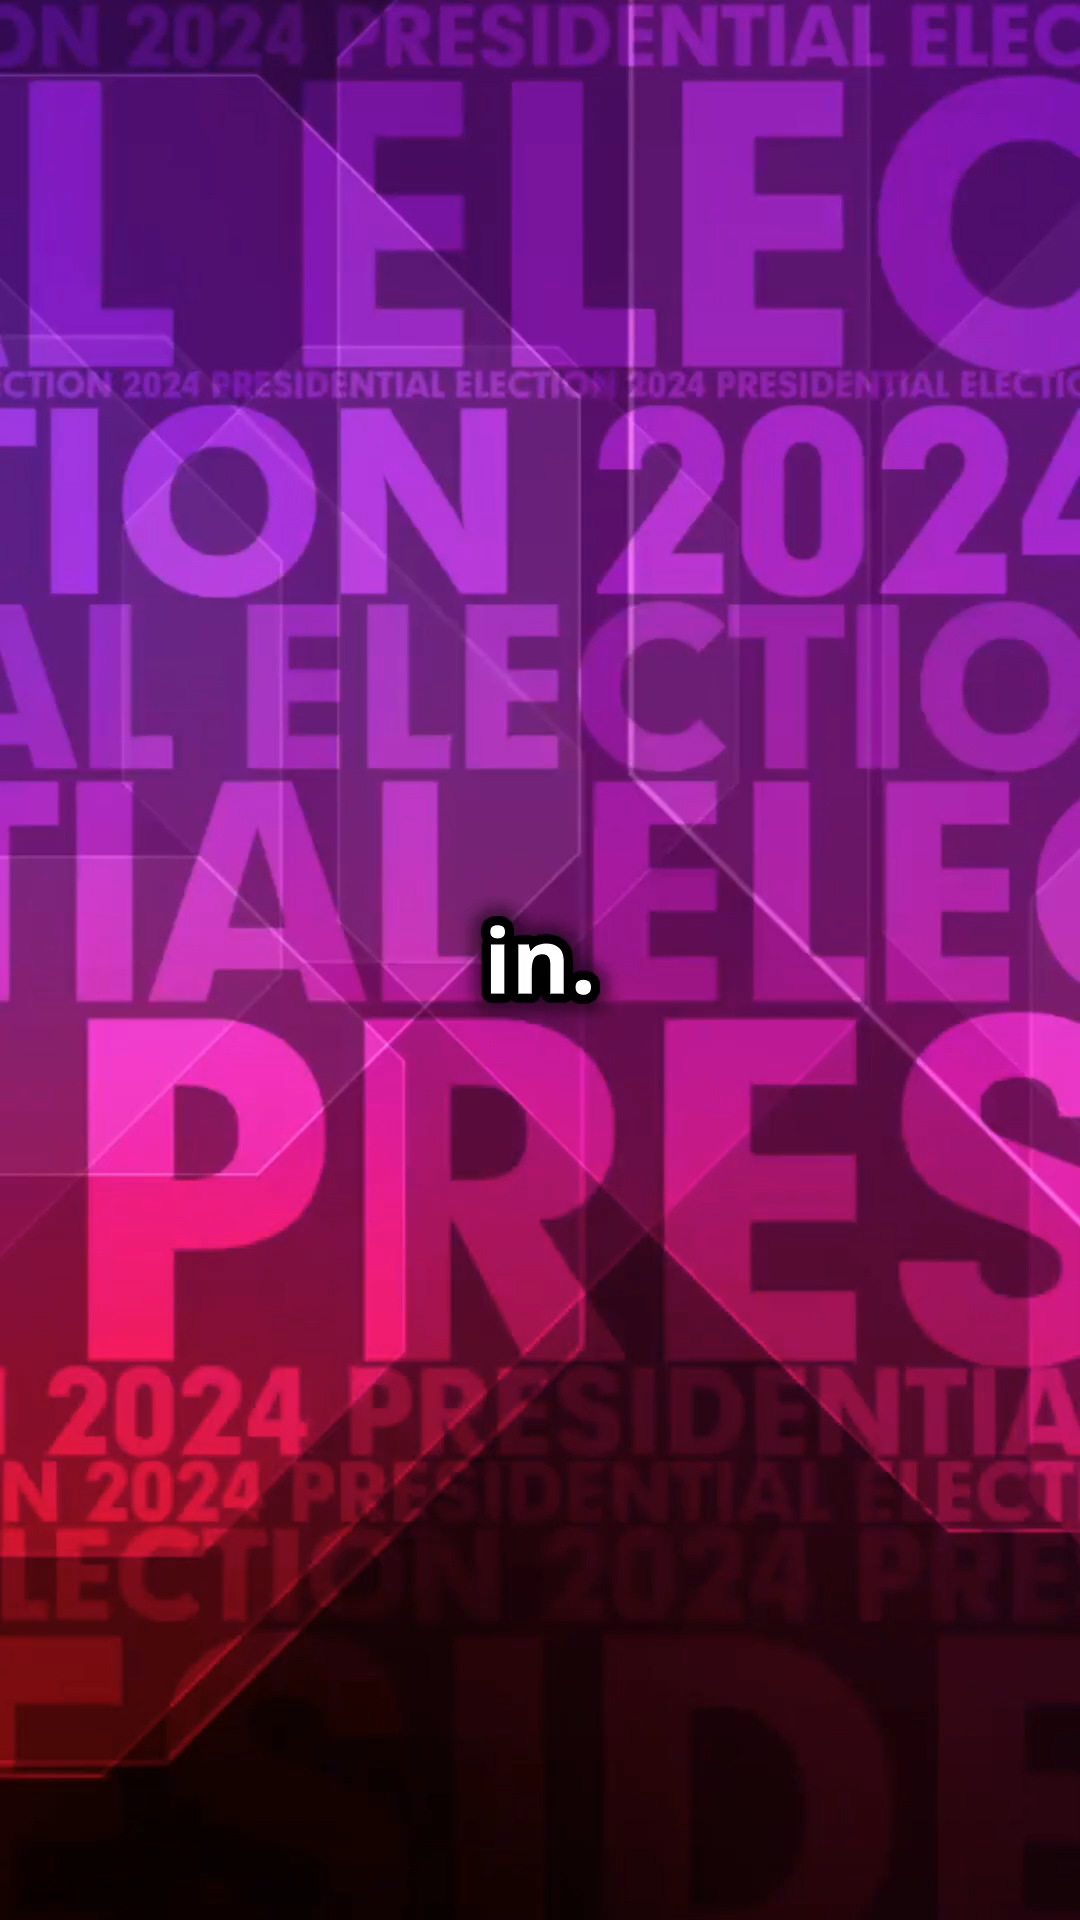 ON 2024 PRESIDENTIAL ELEC
L ELEC
CTION 2024 PRESIDENTIAL ELECTION 2024 PRESIDENTIAL ELECTIO
TION 2024
AL ELECTIO
TIAL ELEC
in.
PRES
2024 PRESIDENTIA
N 2024 PRESIDENTIAL ELECT
LECTION 2024 PRE
ESIDE